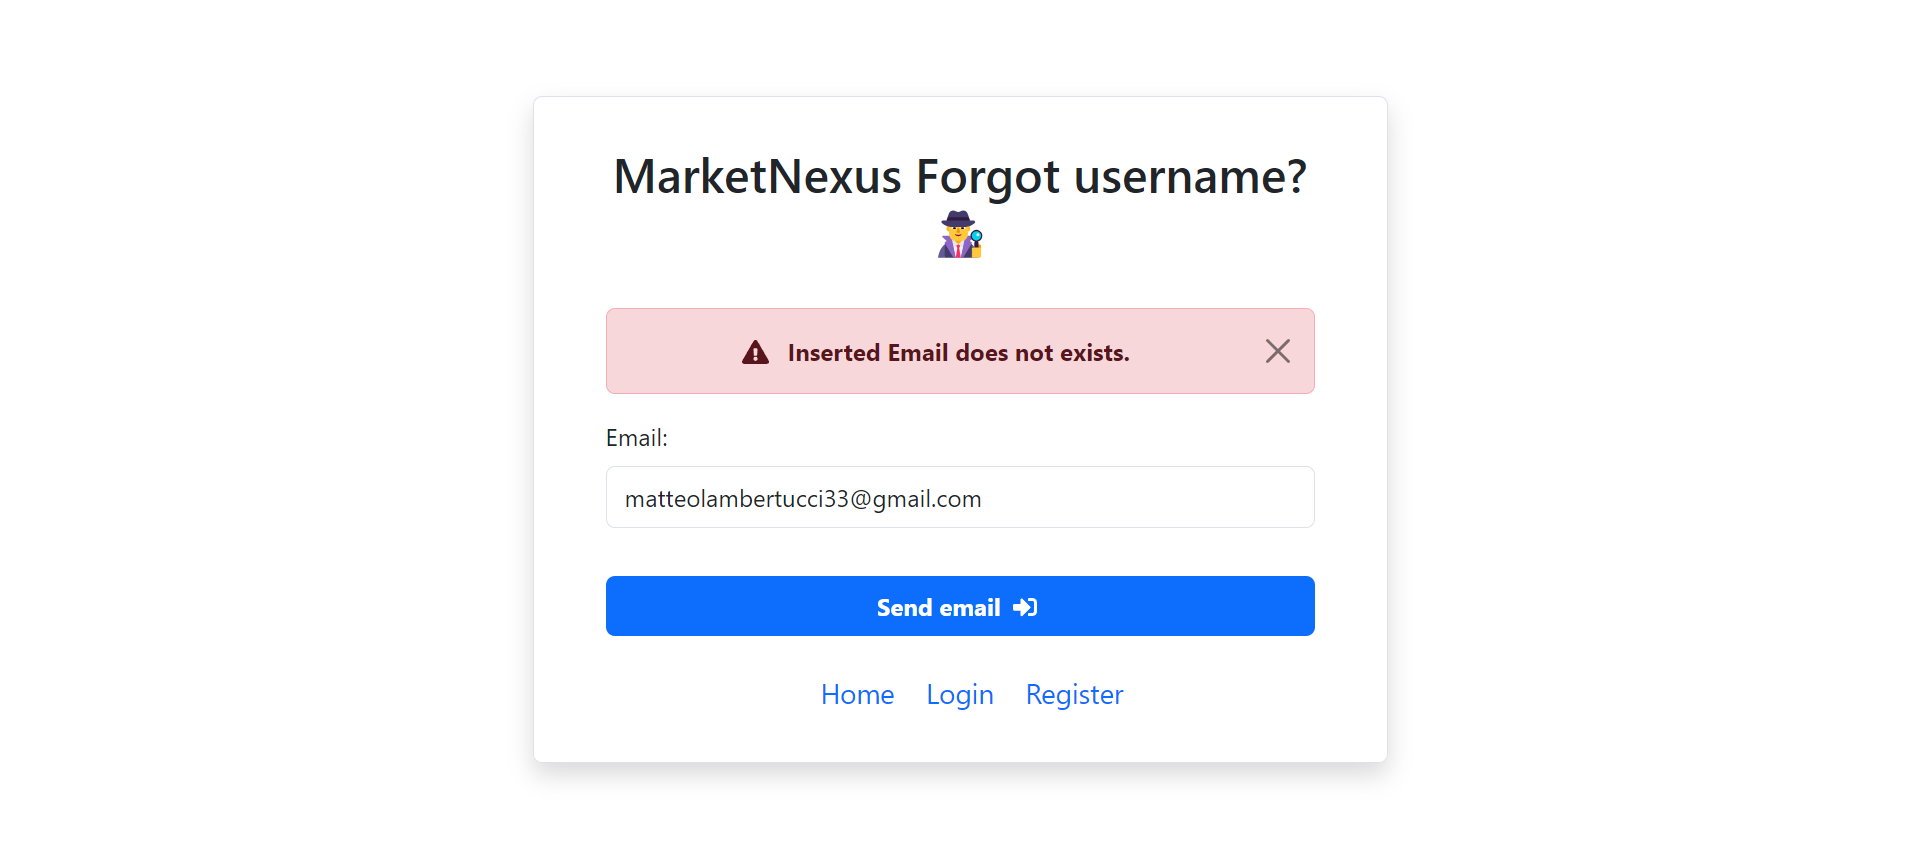 MarketNexus Forgot username?
Inserted Email does not exists.
Email:
matteolambertucci33@gmail.com
Send email
Home Login Register